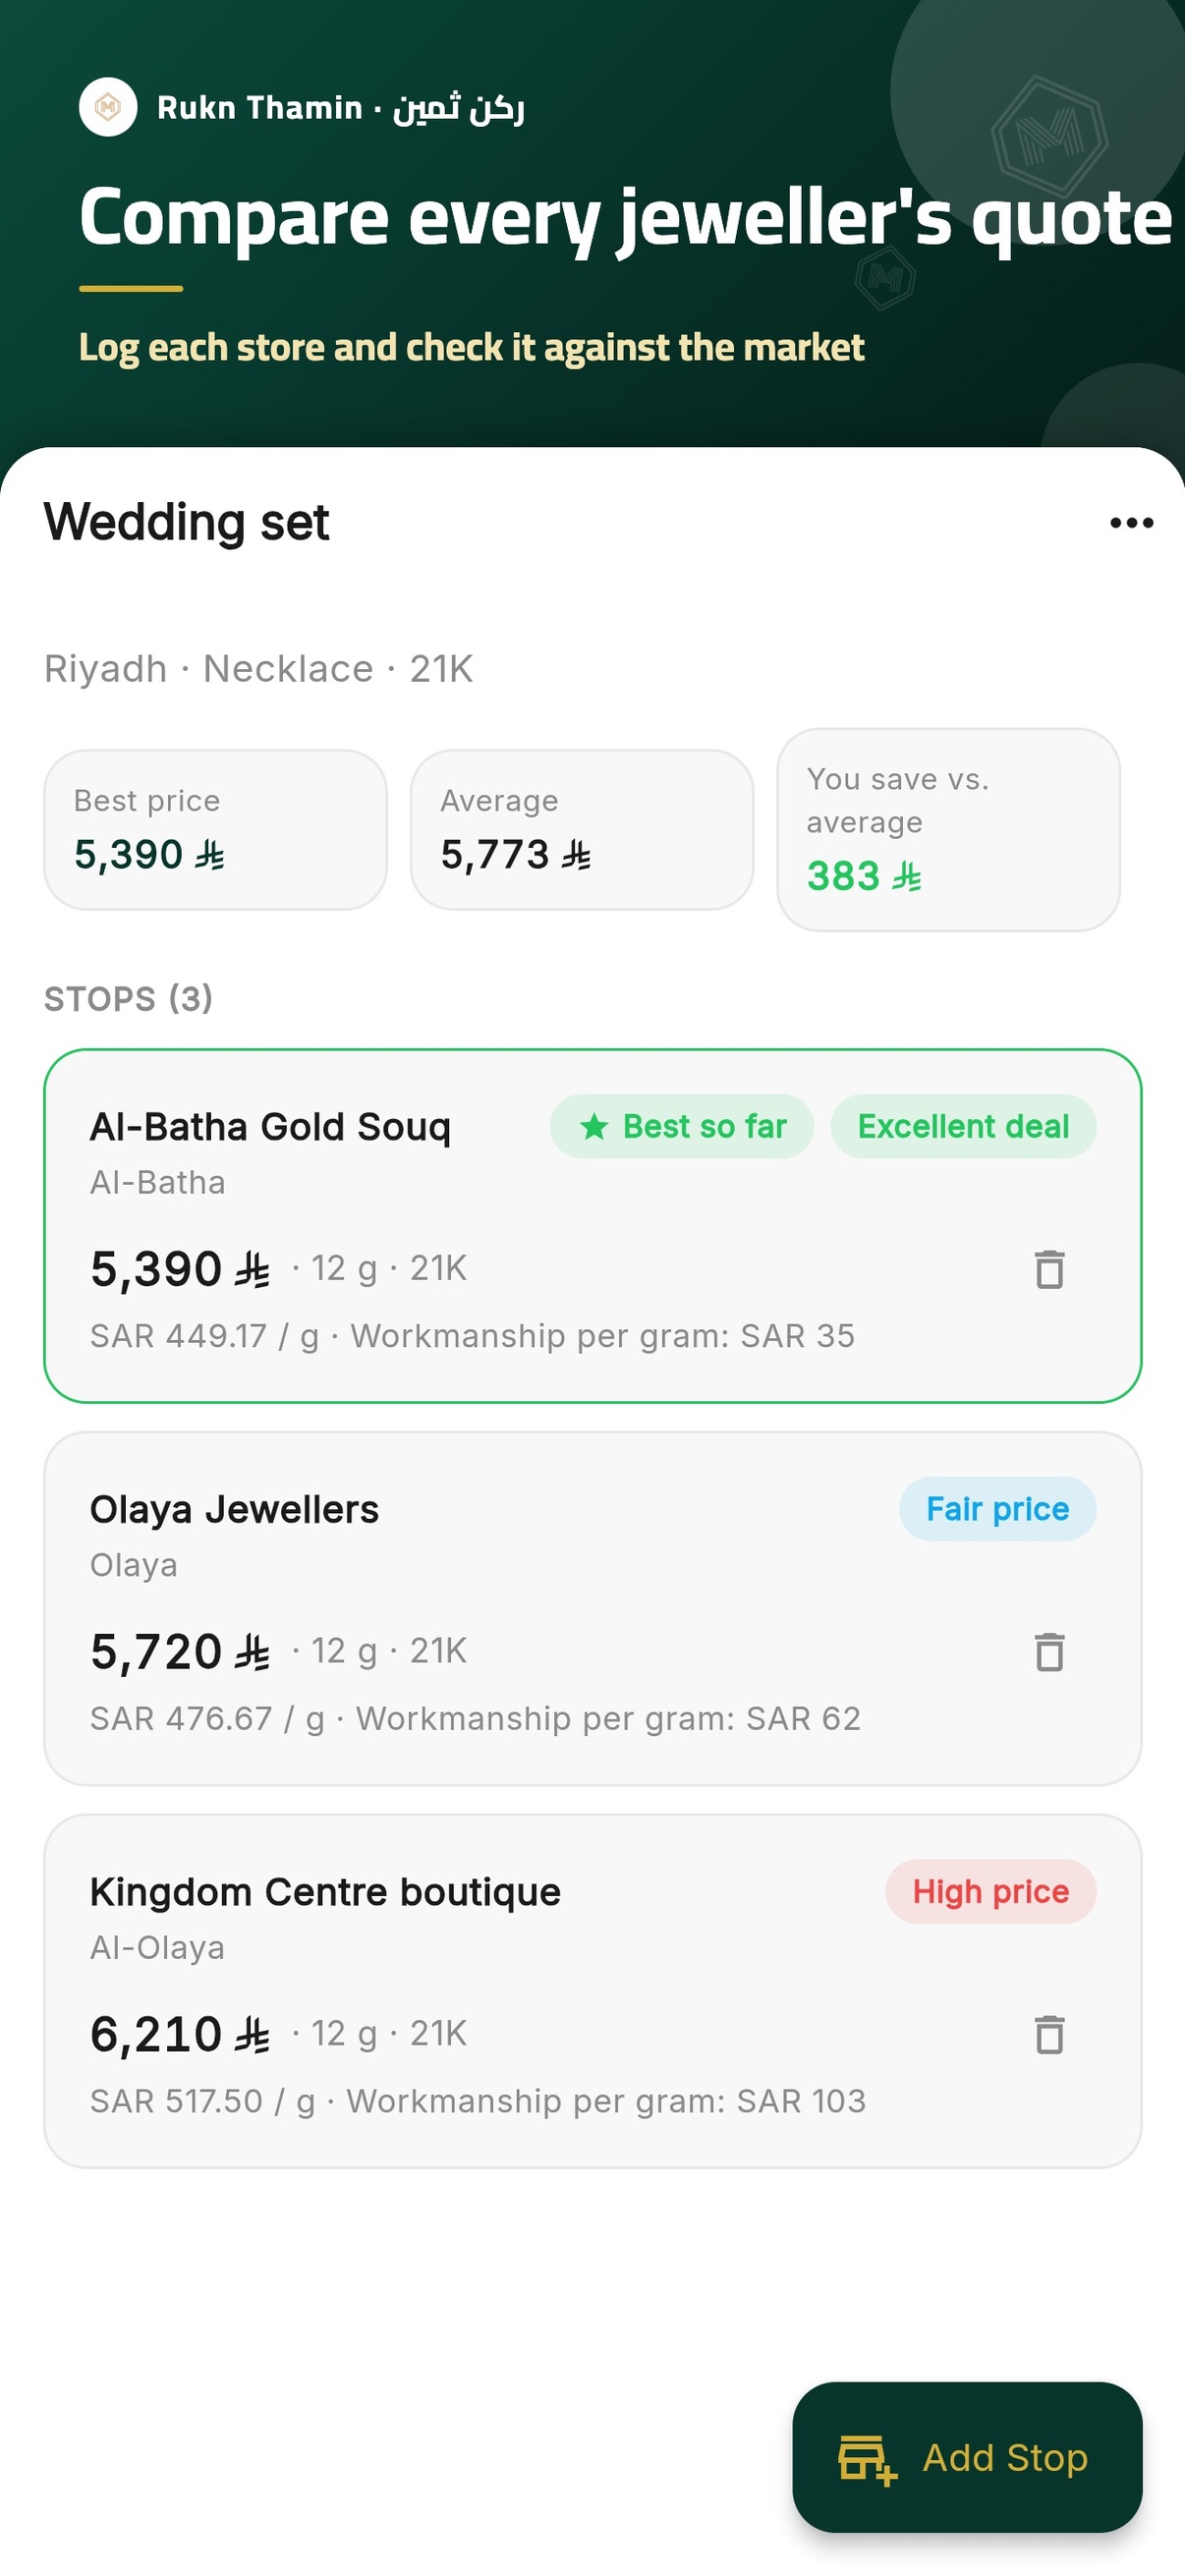 Rukn Thamin · ركن ثمين
Compare every jeweller's quote
Log each store and check it against the market
Wedding set
Riyadh · Necklace · 21K
Best price
5,390 ⃁
Average
5,773 ⃁
You save vs.
average
383 ⃁
STOPS (3)
Al-Batha Gold Souq
★ Best so far
Excellent deal
Al-Batha
5,390 ⃁ · 12 g · 21K
SAR 449.17 / g · Workmanship per gram: SAR 35
Olaya Jewellers
Fair price
Olaya
5,720 ⃁ · 12 g · 21K
SAR 476.67 / g · Workmanship per gram: SAR 62
Kingdom Centre boutique
High price
Al-Olaya
6,210 ⃁ · 12 g · 21K
SAR 517.50 / g · Workmanship per gram: SAR 103
Add Stop